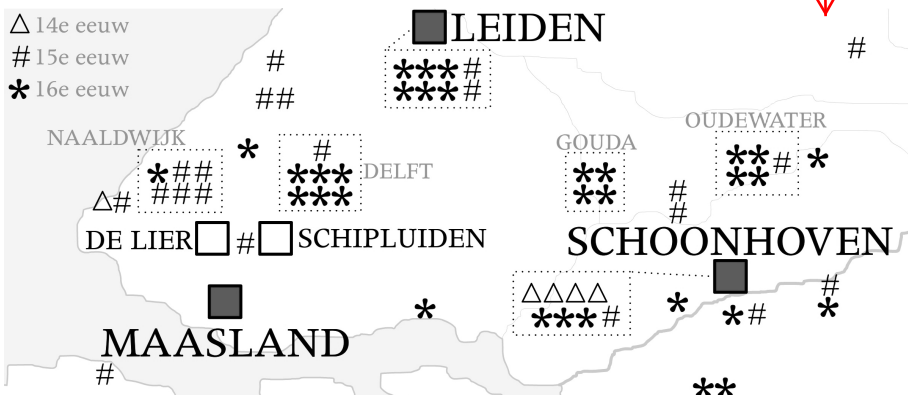 △ 14e eeuw
# 15e eeuw
* 16e eeuw
LEIDEN
#
##
***#
***#
#
NAALDWIJK
*##
###
△#
*
#
***
***
DELFT
GOUDA
**
**
OUDEWATER
**#
**
*
#
#
DE LIER
#
SCHIPLUIDEN
SCHOONHOVEN
MAASLAND
#
*
△△△△
***#
*
*#
#
*
**